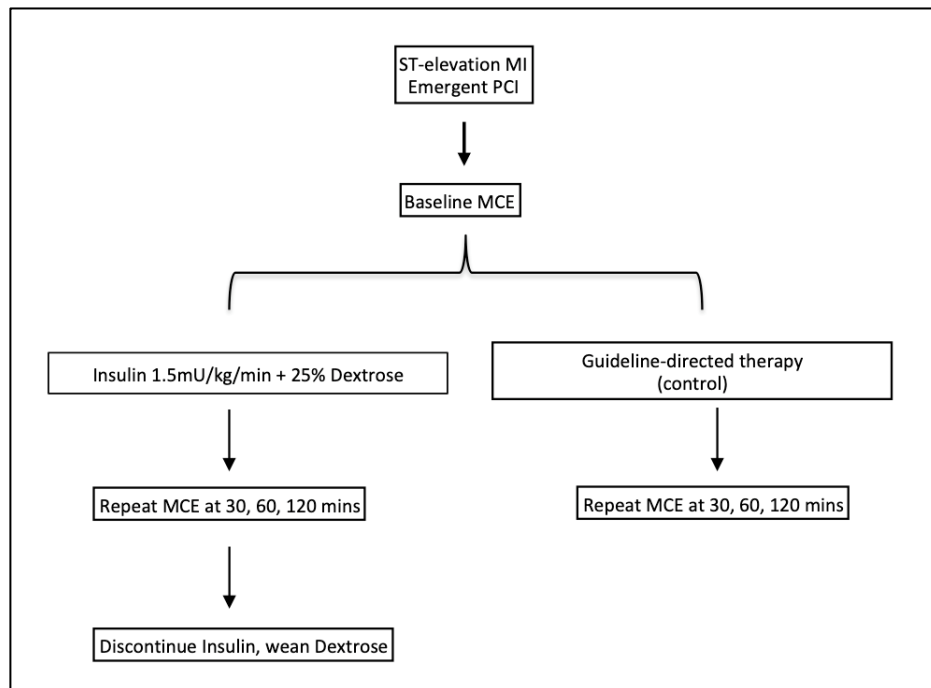 ST-elevation MI
Emergent PCI
Baseline MCE
Insulin 1.5mU/kg/min + 25% Dextrose
Guideline-directed therapy
(control)
Repeat MCE at 30, 60, 120 mins
Repeat MCE at 30, 60, 120 mins
Discontinue Insulin, wean Dextrose